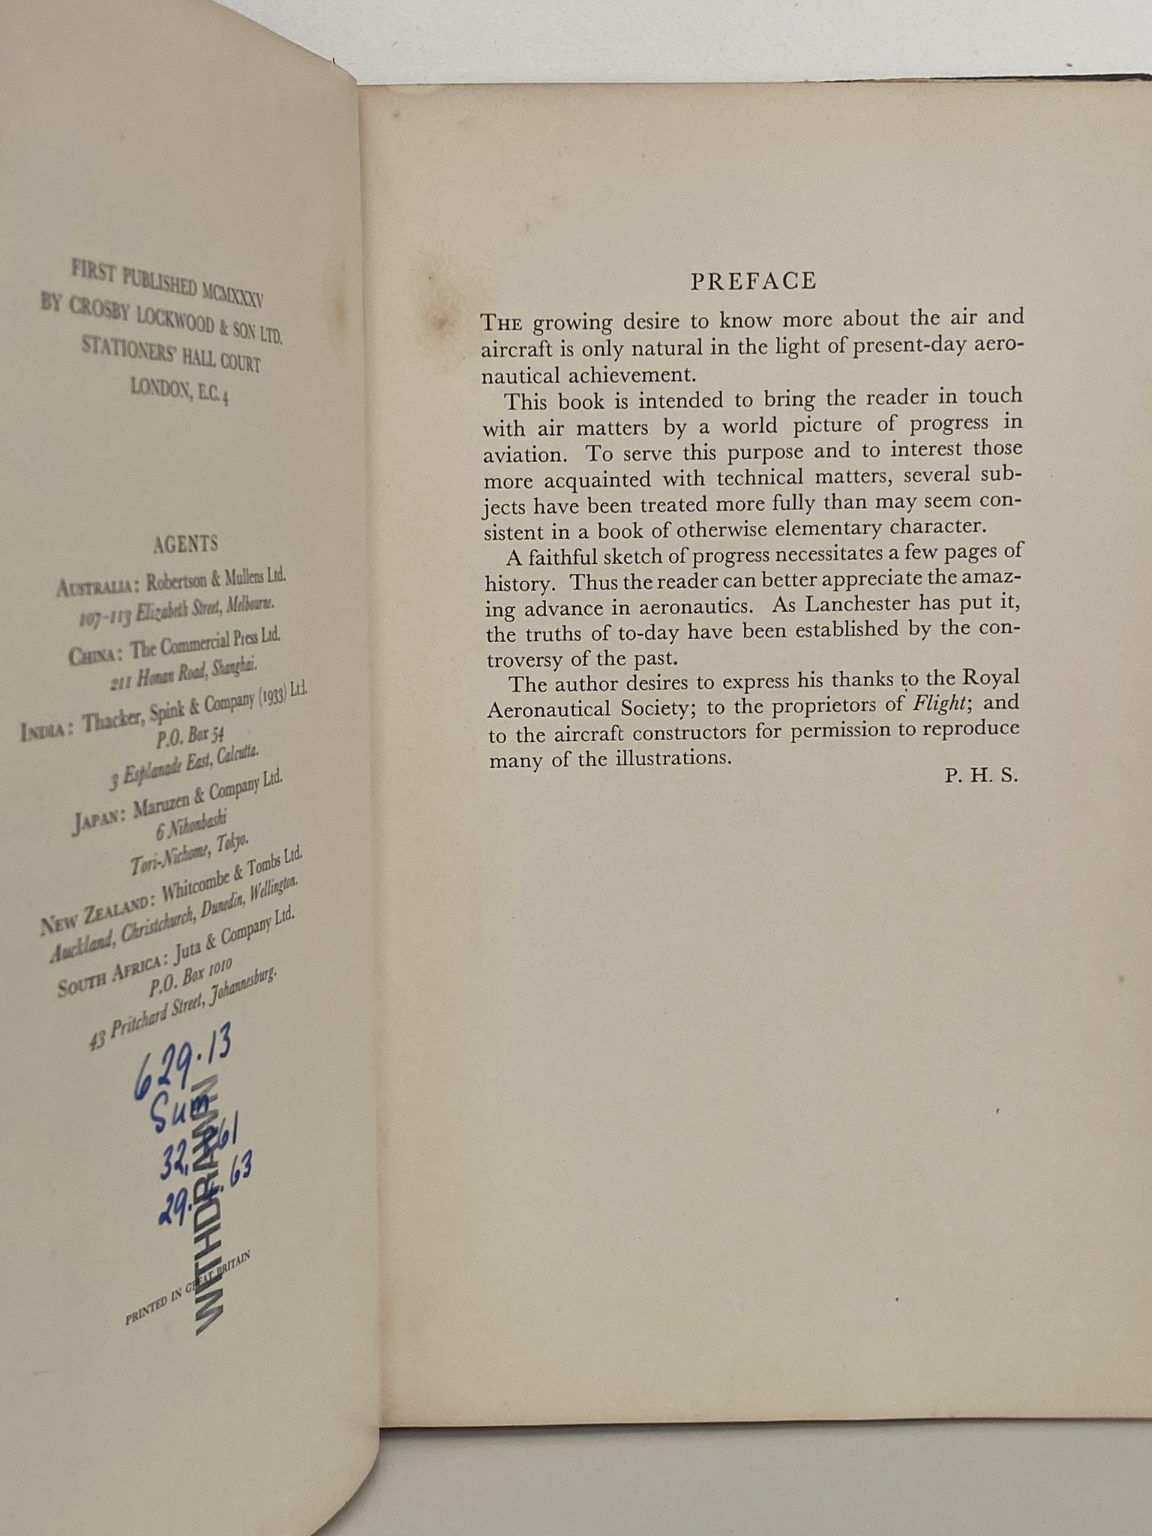 FIRST PUBLISHED MCMXXXV
BY CROSBY LOCKWOOD & SON LTD.
STATIONERS' HALL COURT
LONDON, E.C.4
AGENTS
AUSTRALIA: Robertson & Mullens Ltd.
107-113 Elizabeth Street, Melbourne.
CHINA: The Commercial Press Ltd.
211 Honan Road, Shanghai.
INDIA: Thacker, Spink & Company (1933) Ltd.
P.O. Box 54
3 Esplanade East, Calcutta.
JAPAN: Maruzen & Company Ltd.
6 Nihonbashi
Tori-Nichome, Tokyo.
NEW ZEALAND: Whitcombe & Tombs Ltd.
Auckland, Christchurch, Dunedin, Wellington.
SOUTH AFRICA: Juta & Company Ltd.
P.O. Box 1010
43 Pritchard Street, Johannesburg.
629.13
Sum
WITHDRAWN
PRINTED IN GREAT BRITAIN
PREFACE
THE growing desire to know more about the air and
aircraft is only natural in the light of present-day aero-
nautical achievement.
This book is intended to bring the reader in touch
with air matters by a world picture of progress in
aviation. To serve this purpose and to interest those
more acquainted with technical matters, several sub-
jects have been treated more fully than may seem con-
sistent in a book of otherwise elementary character.
A faithful sketch of progress necessitates a few pages of
history. Thus the reader can better appreciate the amaz-
ing advance in aeronautics. As Lanchester has put it,
the truths of to-day have been established by the con-
troversy of the past.
The author desires to express his thanks to the Royal
Aeronautical Society; to the proprietors of Flight; and
to the aircraft constructors for permission to reproduce
many of the illustrations.
P. H. S.